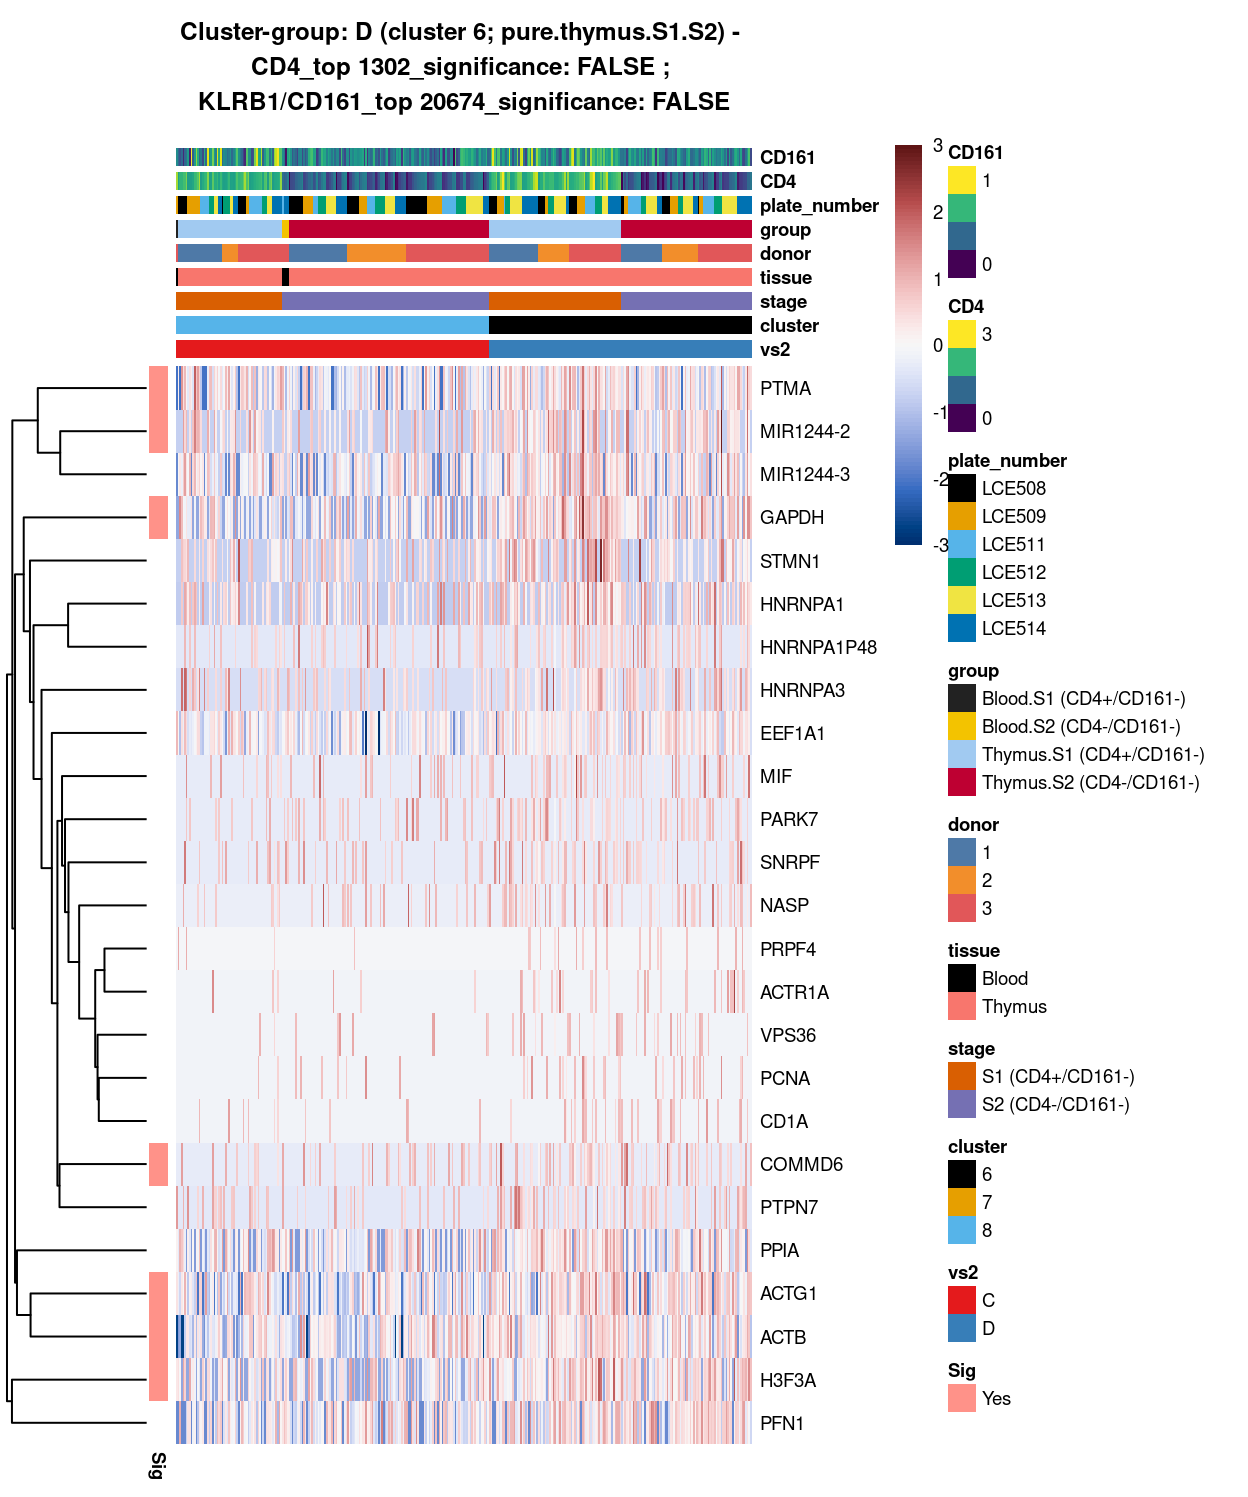 Cluster-group: D (cluster 6; pure.thymus.S1.S2) -
CD4_top 1302_significance: FALSE ;
KLRB1/CD161_top 20674_significance: FALSE
CD161
CD4
plate_number
group
donor
tissue
stage
cluster
vs2
PTMA
MIR1244-2
MIR1244-3
GAPDH
STMN1
HNRNPA1
HNRNPA1P48
HNRNPA3
EEF1A1
MIF
PARK7
SNRPF
NASP
PRPF4
ACTR1A
VPS36
PCNA
CD1A
COMMD6
PTPN7
PPIA
ACTG1
ACTB
H3F3A
PFN1
Sig
3
2
1
0
-1
-2
-3
CD161
1
0
CD4
3
0
plate_number
LCE508
LCE509
LCE511
LCE512
LCE513
LCE514
group
Blood.S1 (CD4+/CD161-)
Blood.S2 (CD4-/CD161-)
Thymus.S1 (CD4+/CD161-)
Thymus.S2 (CD4-/CD161-)
donor
1
2
3
tissue
Blood
Thymus
stage
S1 (CD4+/CD161-)
S2 (CD4-/CD161-)
cluster
6
7
8
vs2
C
D
Sig
Yes